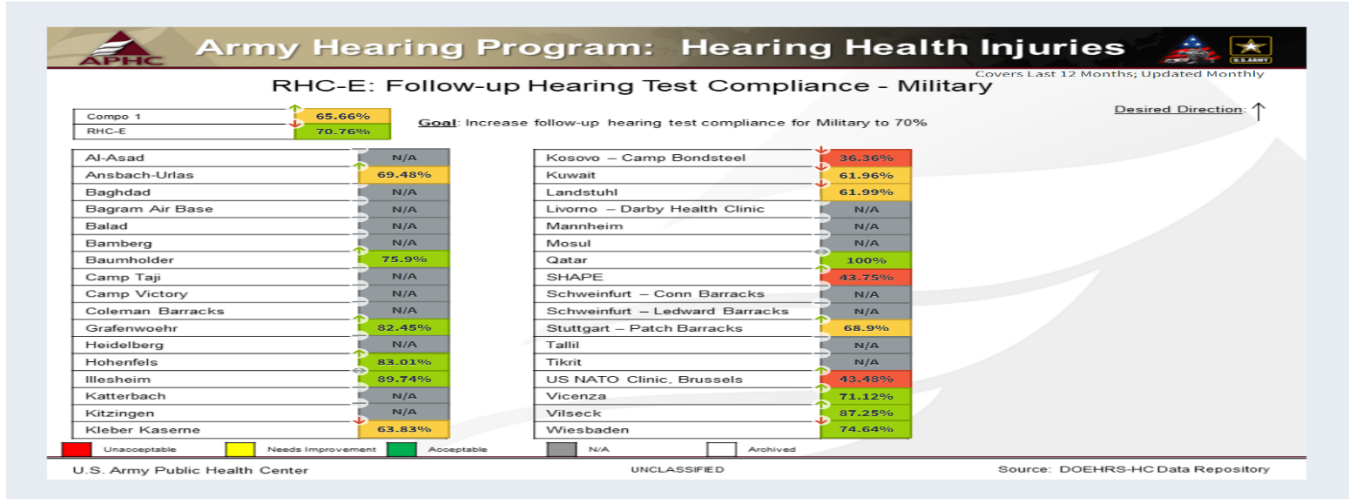 APHC
Army Hearing Program: Hearing Health Injuries
U.S.ARMY
Covers Last 12 Months; Updated Monthly
RHC-E: Follow-up Hearing Test Compliance - Military
Compo 1 65.66%
RHC-E 70.76%
Goal: Increase follow-up hearing test compliance for Military to 70%
Desired Direction:
Al-Asad N/A
Ansbach-Urlas 69.48%
Baghdad N/A
Bagram Air Base N/A
Balad N/A
Bamberg N/A
Baumholder 75.9%
Camp Taji N/A
Camp Victory N/A
Coleman Barracks N/A
Grafenwoehr 82.45%
Heidelberg N/A
Hohenfels 83.01%
Illesheim 89.74%
Katterbach N/A
Kitzingen N/A
Kleber Kaserne 63.83%
Kosovo – Camp Bondsteel 36.36%
Kuwait 61.96%
Landstuhl 61.99%
Livorno – Darby Health Clinic N/A
Mannheim N/A
Mosul N/A
Qatar 100%
SHAPE 43.75%
Schweinfurt – Conn Barracks N/A
Schweinfurt – Ledward Barracks N/A
Stuttgart – Patch Barracks 68.9%
Tallil N/A
Tikrit N/A
US NATO Clinic, Brussels 43.48%
Vicenza 71.12%
Vilseck 87.25%
Wiesbaden 74.64%
Unacceptable Needs Improvement Acceptable N/A Archived
U.S. Army Public Health Center UNCLASSIFIED Source: DOEHRS-HC Data Repository